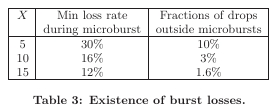 X Min loss rate Fractions of drops
during microburst outside microbursts
5 30% 10%
10 16% 3%
15 12% 1.6%
Table 3: Existence of burst losses.